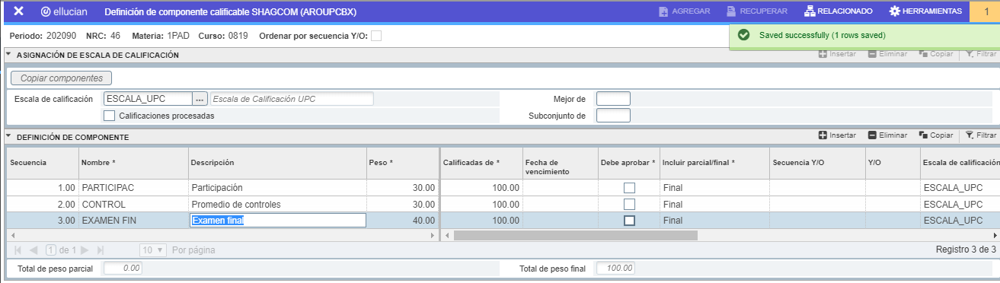 ellucian Definición de componente calificable SHAGCOM (AROUPCBX) AGREGAR RECUPERAR RELACIONADO HERRAMIENTAS 1
Periodo: 202090 NRC: 46 Materia: 1PAD Curso: 0819 Ordenar por secuencia Y/O:
Saved successfully (1 rows saved)
ASIGNACIÓN DE ESCALA DE CALIFICACIÓN Insertar Eliminar Copiar Filtrar
Copiar componentes
Escala de calificación ESCALA_UPC ... Escala de Calificación UPC Mejor de
Calificaciones procesadas Subconjunto de
DEFINICIÓN DE COMPONENTE Insertar Eliminar Copiar Filtrar
Secuencia Nombre * Descripción Peso * Calificadas de * Fecha de vencimiento Debe aprobar * Incluir parcial/final * Secuencia Y/O Y/O Escala de calificación
1.00 PARTICIPAC Participación 30.00 100.00 Final ESCALA_UPC
2.00 CONTROL Promedio de controles 30.00 100.00 Final ESCALA_UPC
3.00 EXAMEN FIN Examen final 40.00 100.00 Final ESCALA_UPC
1 de 1 10 Por página Registro 3 de 3
Total de peso parcial 0.00 Total de peso final 100.00